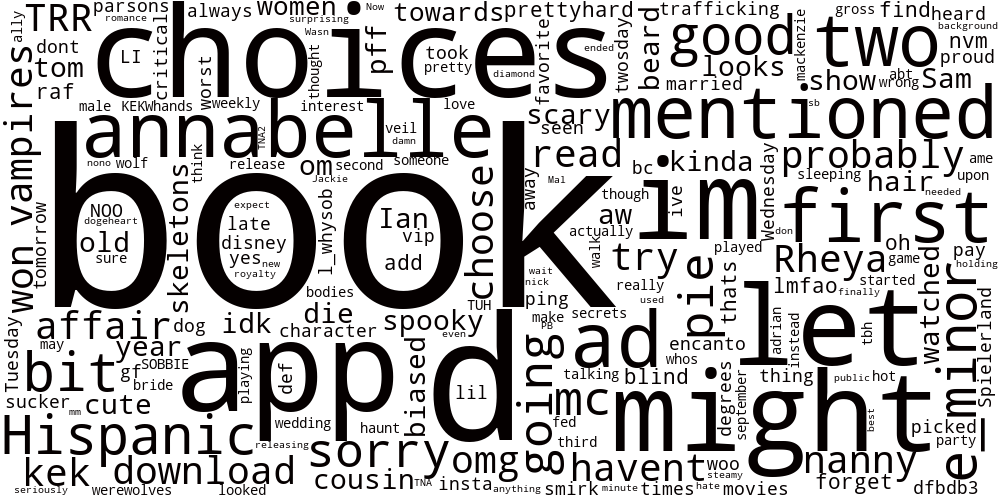 TRR
parsons
romance
always
women
surprising
Now
towards
pretty
hard
trafficking
gross
find
heard
background
ally
dont
tom
raf
LI
critical
choices
worst
Wasn
thought
pff
took
pretty
ended
diamond
favorite
twosday
beard
good
looks
married
mackenzie
two
show
abt
wrong
Sam
nvm
proud
vampires
won
male
KEKwhands
weekly
interest
love
scary
seen
mentioned
sb
annabelle
TNA2
veil
damn
nono
wolf
think
release
om
second
someone
Jackie
read
bc
kinda
probably
sleeping
hair
ame
upon
needed
book
NOO
dogeheart
old
sure
skeletons
expect
late
disney
yes
new
royalty
l_whysob
Ian
vip
add
choose
away
Mal
though
aw
actually
ive
im
Wednesday
don
first
tomorrow
bodies
TUH
wait
nick
ping
walk
try
really
used
played
pie
thats
Rheya
oh
game
pay
holding
lmfao
started
finally
Watched
affair
dog
idk
die
character
spooky
even
make
PB
secrets
ad
encanto
whos
adrian
instead
let
tbh
minor
Spielerland
Tuesday
may
year
gf
SOBBIE
bit
bride
sucker
mm
cute
app
playing
def
biased
d
lil
going
talking
blind
mc
fed
third
degrees
september
thing
might
public
hot
best
picked
party
Hispanic
releasing
wedding
haunt
sorry
omg
havent
woo
steamy
nanny
el
kek
download
cousin
TNA
insta
anything
smirk
minute
times
hate
movies
forget
dfbdb3
seriously
werewolves
looked